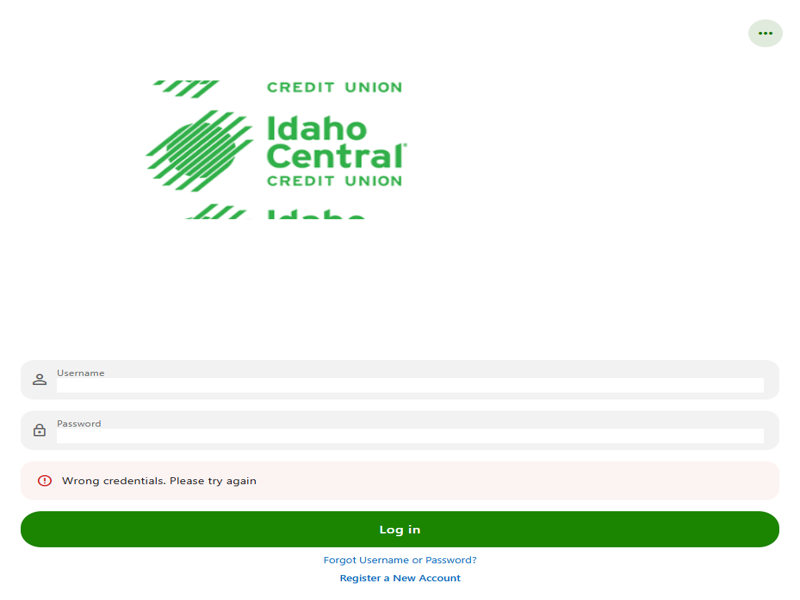 CREDIT UNION
Idaho
Central
CREDIT UNION
Idaho
Username
Password
Wrong credentials. Please try again
Log in
Forgot Username or Password?
Register a New Account